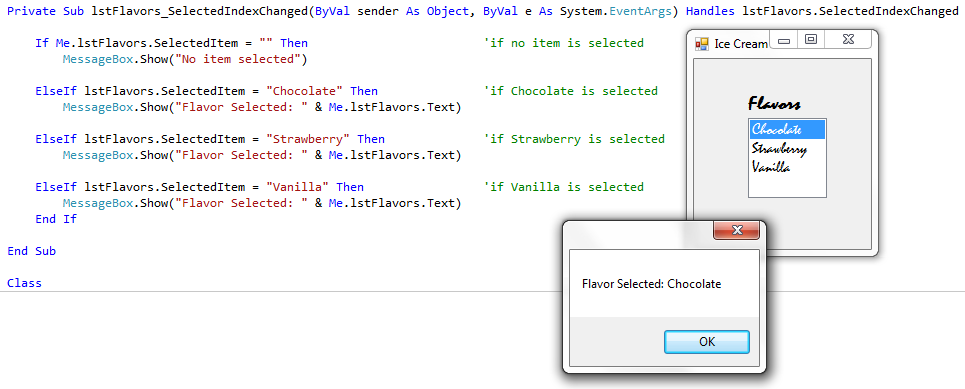 Private Sub lstFlavors_SelectedIndexChanged(ByVal sender As Object, ByVal e As System.EventArgs) Handles lstFlavors.SelectedIndexChanged
If Me.lstFlavors.SelectedItem = "" Then 'if no item is selected
MessageBox.Show("No item selected")
ElseIf lstFlavors.SelectedItem = "Chocolate" Then 'if Chocolate is selected
MessageBox.Show("Flavor Selected: " & Me.lstFlavors.Text)
ElseIf lstFlavors.SelectedItem = "Strawberry" Then 'if Strawberry is selected
MessageBox.Show("Flavor Selected: " & Me.lstFlavors.Text)
ElseIf lstFlavors.SelectedItem = "Vanilla" Then 'if Vanilla is selected
MessageBox.Show("Flavor Selected: " & Me.lstFlavors.Text)
End If
End Sub
Class
Ice Cream
Flavors
Chocolate
Strawberry
Vanilla
Flavor Selected: Chocolate
OK